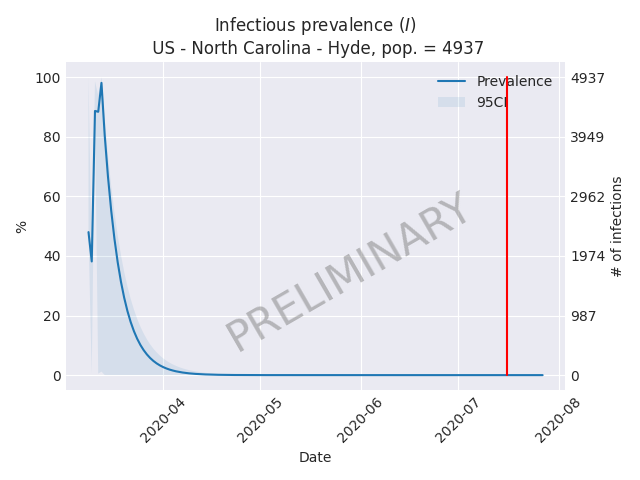 Infectious prevalence (I)
US - North Carolina - Hyde, pop. = 4937
100
80
60
40
20
0
%
4937
3949
2962
1974
987
0
# of infections
Prevalence
95CI
PRELIMINARY
2020-04
2020-05
2020-06
2020-07
2020-08
Date